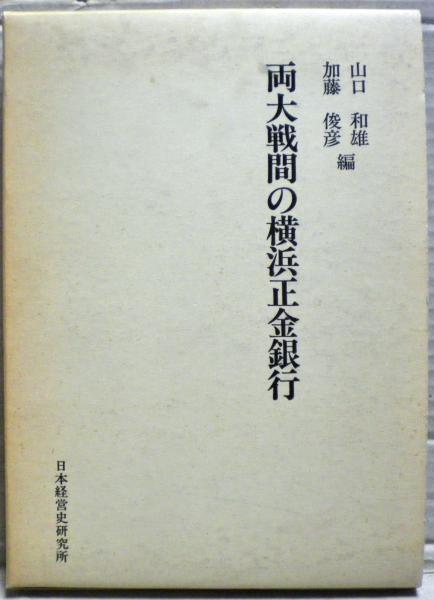 山口 和雄
加藤 俊彦
編
両大戦間の横浜正金銀行
日本経営史研究所